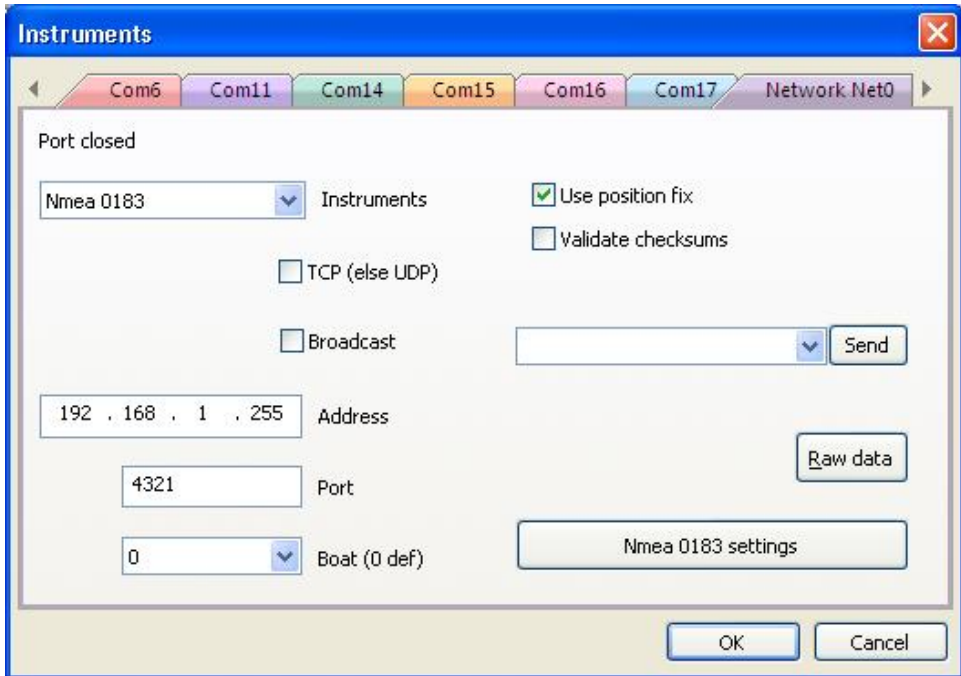 Instruments
Com6 Com11 Com14 Com15 Com16 Com17 Network Net0
Port closed
Nmea 0183 Instruments
Use position fix
Validate checksums
TCP (else UDP)
Broadcast
Send
192 . 168 . 1 . 255 Address
Raw data
4321 Port
Nmea 0183 settings
0 Boat (0 def)
OK Cancel